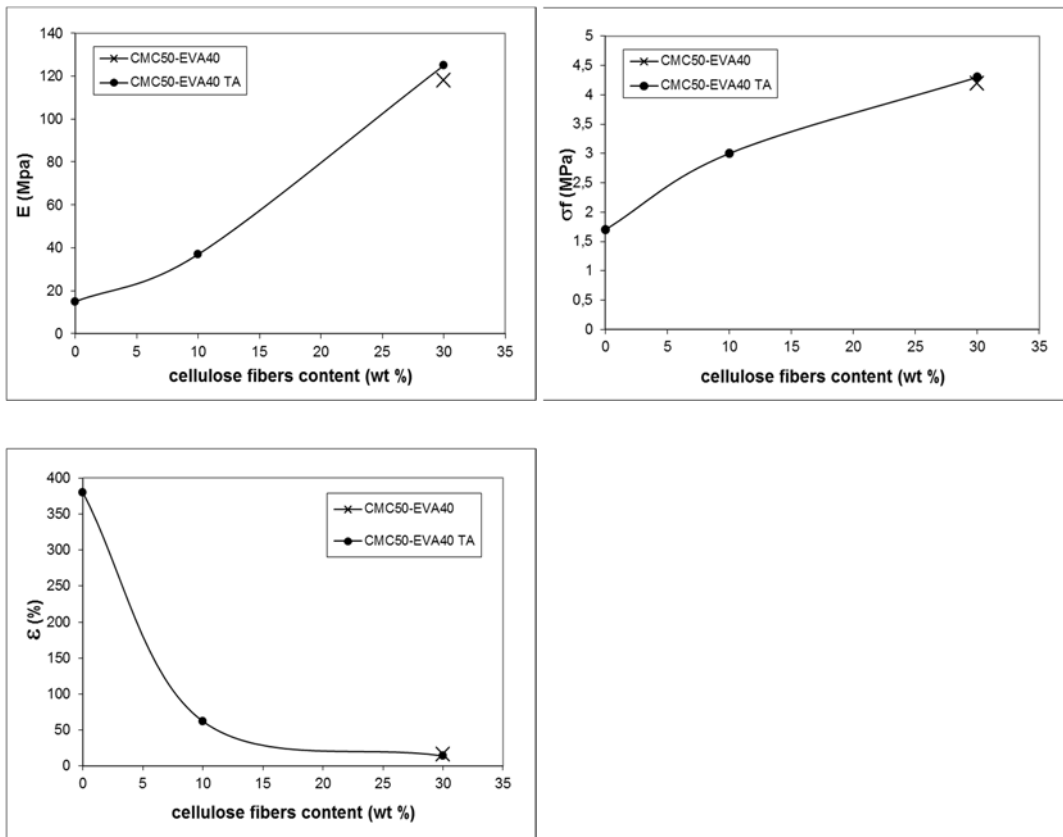 E (Mpa)
140
120
100
80
60
40
20
0
CMC50-EVA40
CMC50-EVA40 TA
0 5 10 15 20 25 30 35
cellulose fibers content (wt %)
σf (MPa)
5
4,5
4
3,5
3
2,5
2
1,5
1
0,5
0
CMC50-EVA40
CMC50-EVA40 TA
0 5 10 15 20 25 30 35
cellulose fibers content (wt %)
ε (%)
400
350
300
250
200
150
100
50
0
CMC50-EVA40
CMC50-EVA40 TA
0 5 10 15 20 25 30 35
cellulose fibers content (wt %)